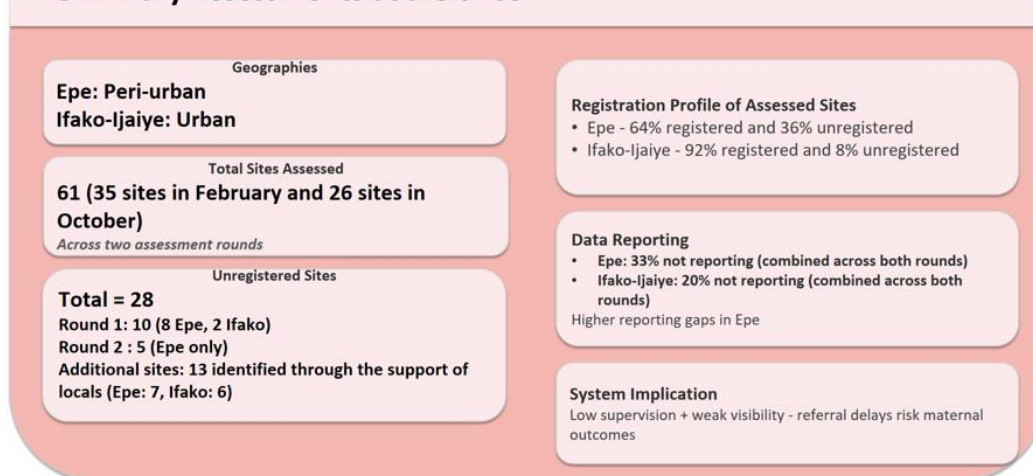 Geographies
Epe: Peri-urban
Ifako-Ijaiye: Urban
Total Sites Assessed
61 (35 sites in February and 26 sites in
October)
Across two assessment rounds
Unregistered Sites
Total = 28
Round 1: 10 (8 Epe, 2 Ifako)
Round 2 : 5 (Epe only)
Additional sites: 13 identified through the support of
locals (Epe: 7, Ifako: 6)
Registration Profile of Assessed Sites
• Epe - 64% registered and 36% unregistered
• Ifako-Ijaiye - 92% registered and 8% unregistered
Data Reporting
• Epe: 33% not reporting (combined across both rounds)
• Ifako-Ijaiye: 20% not reporting (combined across both
rounds)
Higher reporting gaps in Epe
System Implication
Low supervision + weak visibility - referral delays risk maternal
outcomes